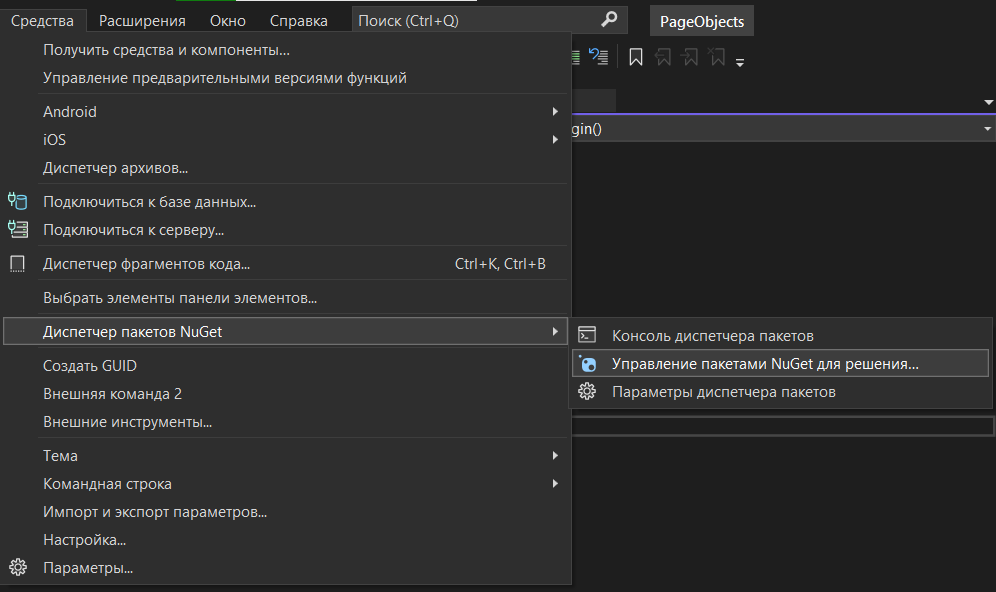 Средства Расширения Окно Справка Поиск (Ctrl+Q) PageObjects
Получить средства и компоненты...
Управление предварительными версиями функций
Android
gin()
iOS
Диспетчер архивов...
Подключиться к базе данных...
Подключиться к серверу...
Диспетчер фрагментов кода... Ctrl+K, Ctrl+B
Выбрать элементы панели элементов...
Диспетчер пакетов NuGet
Консоль диспетчера пакетов
Управление пакетами NuGet для решения...
Параметры диспетчера пакетов
Создать GUID
Внешняя команда 2
Внешние инструменты...
Тема
Командная строка
Импорт и экспорт параметров...
Настройка...
Параметры...